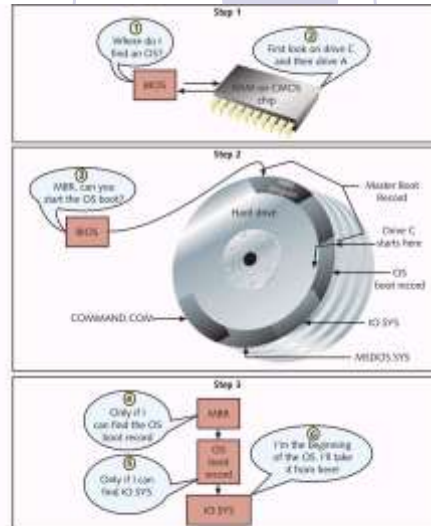 Step 1
1
Where do I
find an OS?
BIOS
2
First look on drive C
and then drive A
RAM on CMOS
chip
Step 2
3
MBR, can you
start the OS boot?
BIOS
Hard drive
Master Boot
Record
Drive C
starts here
OS
boot record
IO.SYS
MSDOS.SYS
COMMAND.COM
Step 3
4
Only if I
can find the OS
boot record
MBR
5
Only if I can
find IO.SYS
OS
boot
record
6
I'm the beginning
of the OS. I'll take
it from here!
IO.SYS